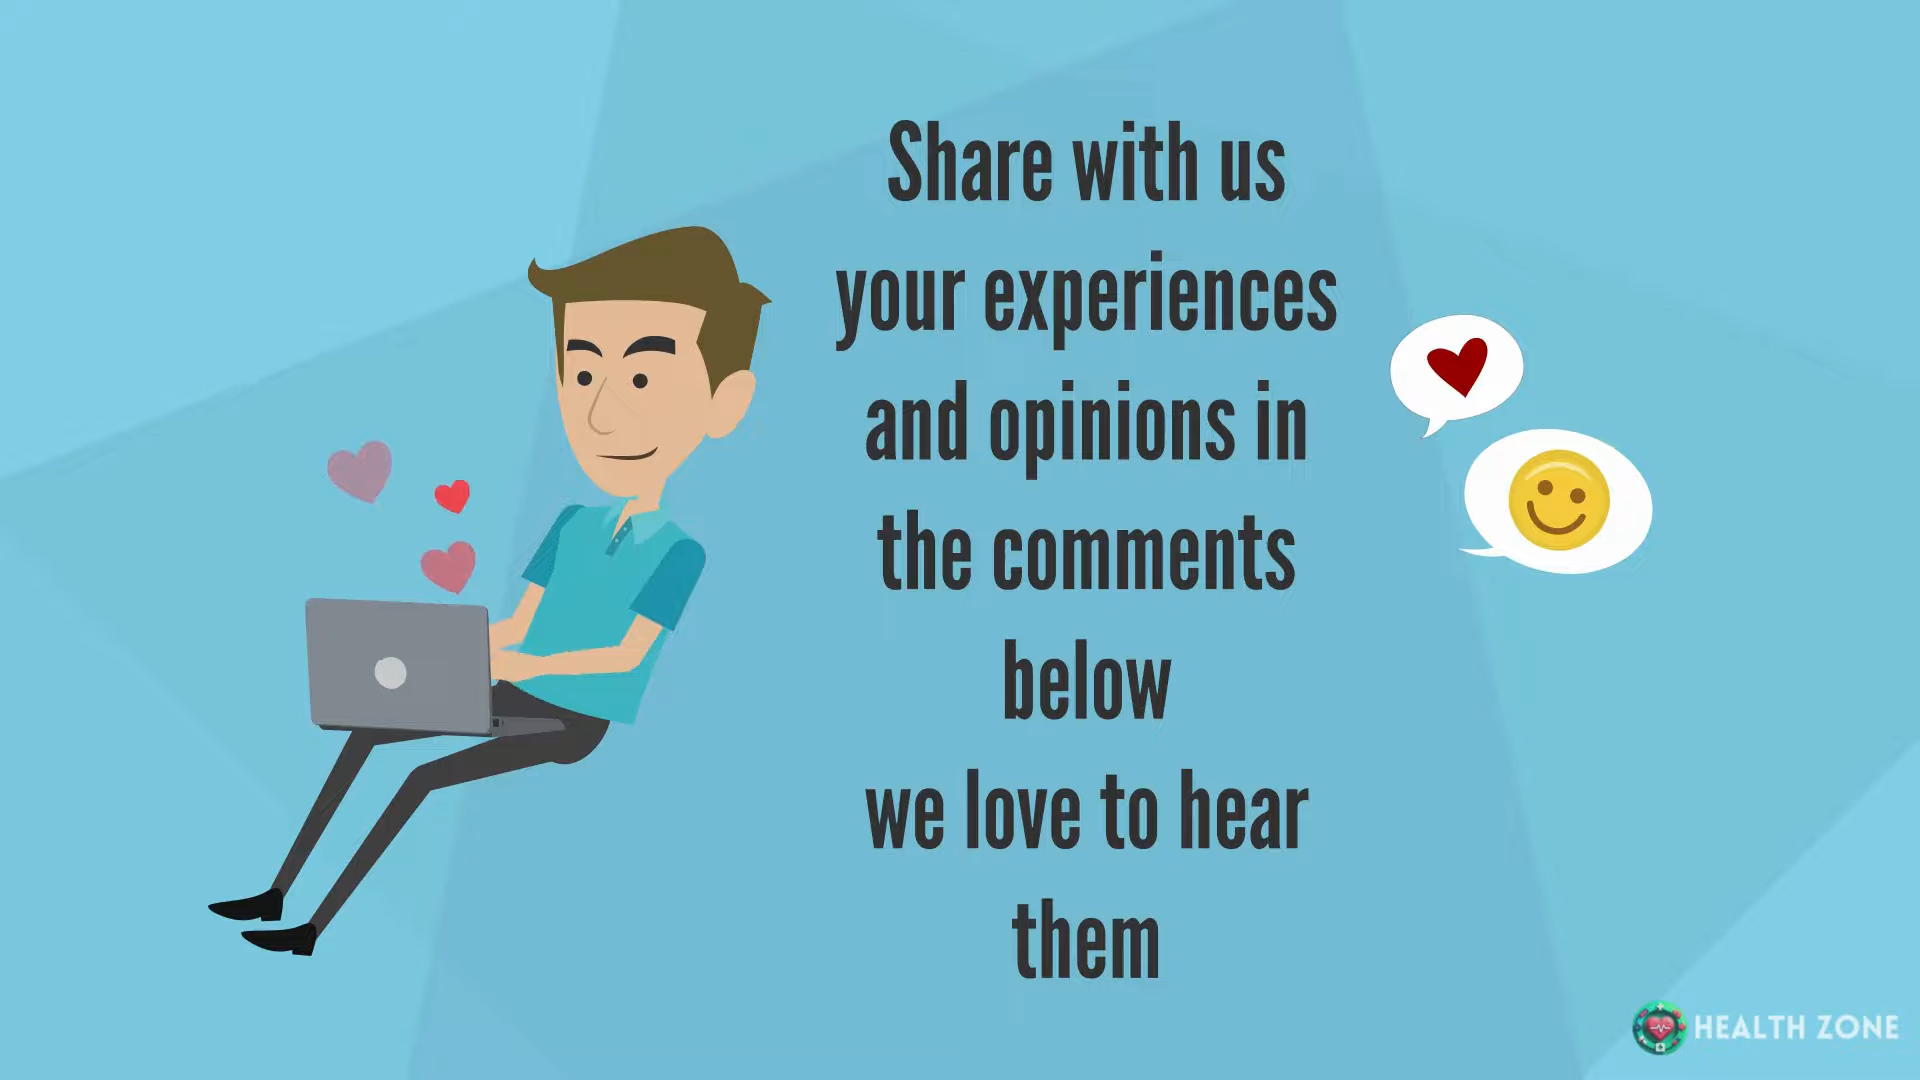 Share with us
your experiences
and opinions in
the comments
below
we love to hear
them
HEALTH ZONE